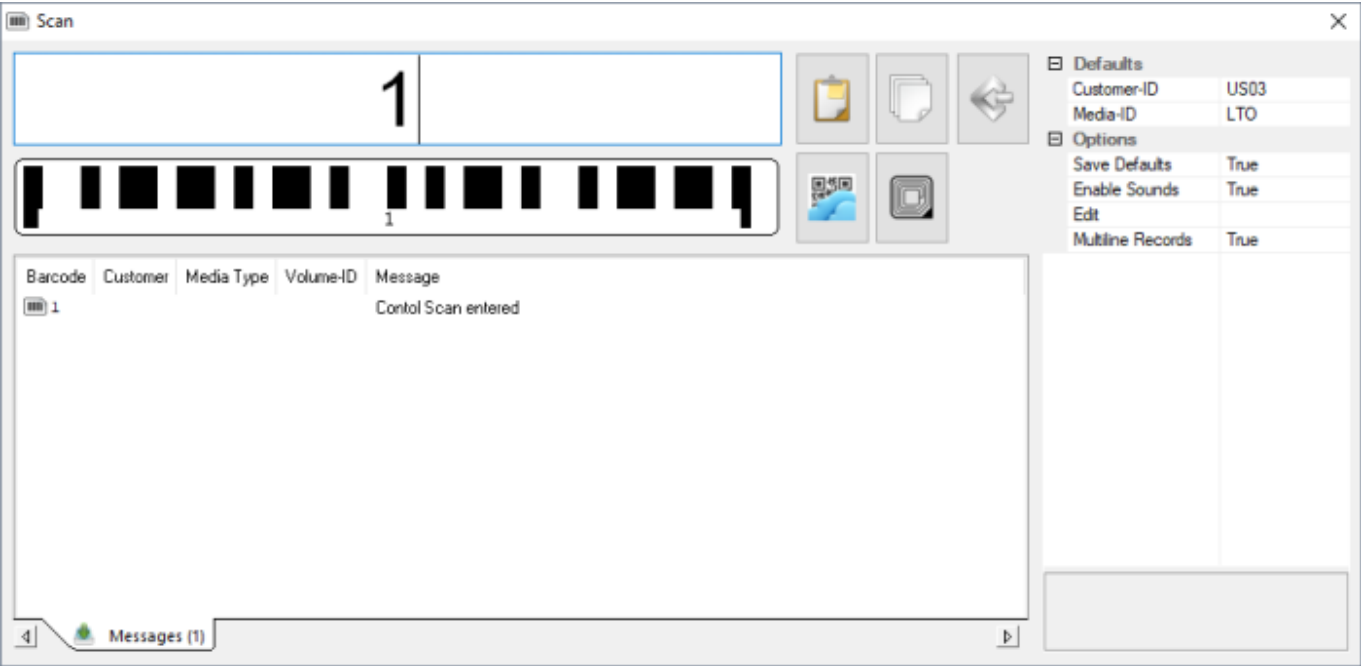 Scan
1
1
Barcode Customer Media Type Volume-ID Message
1 Contol Scan entered
Messages (1)
Defaults
Customer-ID US03
Media-ID LTO
Options
Save Defaults True
Enable Sounds True
Edit
Multiline Records True